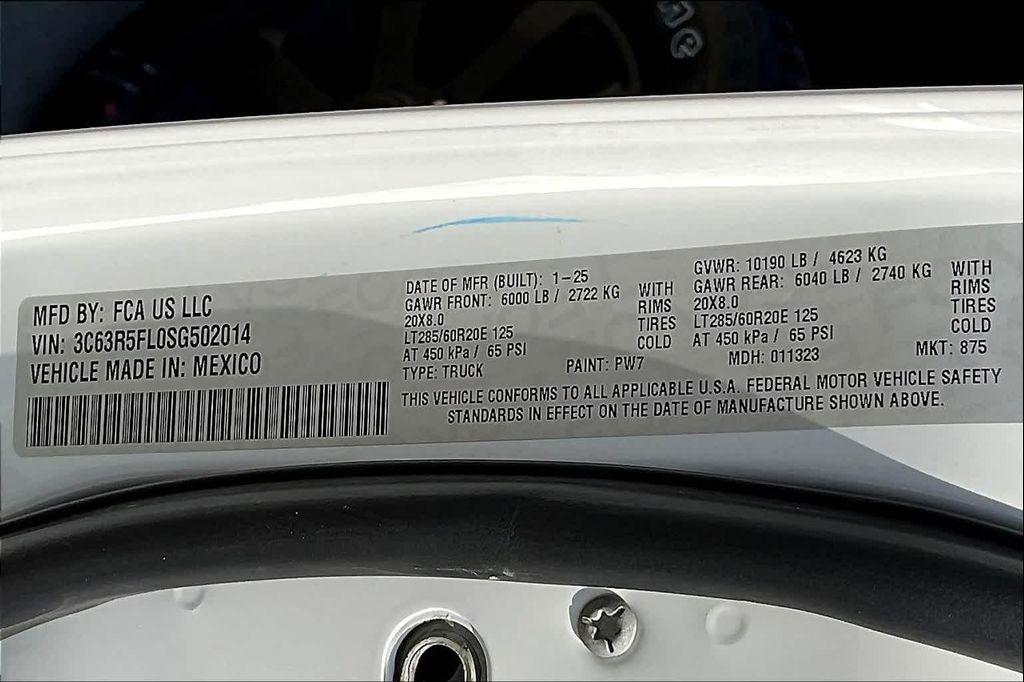 MFD BY: FCA US LLC
VIN: 3C63R5FL0SG502014
VEHICLE MADE IN: MEXICO
DATE OF MFR (BUILT): 1-25
GAWR FRONT: 6000 LB / 2722 KG WITH
20X8.0 RIMS
LT285/60R20E 125 TIRES
AT 450 kPa / 65 PSI COLD
TYPE: TRUCK PAINT: PW7
GVWR: 10190 LB / 4623 KG
GAWR REAR: 6040 LB / 2740 KG WITH
20X8.0 RIMS
LT285/60R20E 125 TIRES
AT 450 kPa / 65 PSI COLD
MDH: 011323 MKT: 875
THIS VEHICLE CONFORMS TO ALL APPLICABLE U.S.A. FEDERAL MOTOR VEHICLE SAFETY
STANDARDS IN EFFECT ON THE DATE OF MANUFACTURE SHOWN ABOVE.